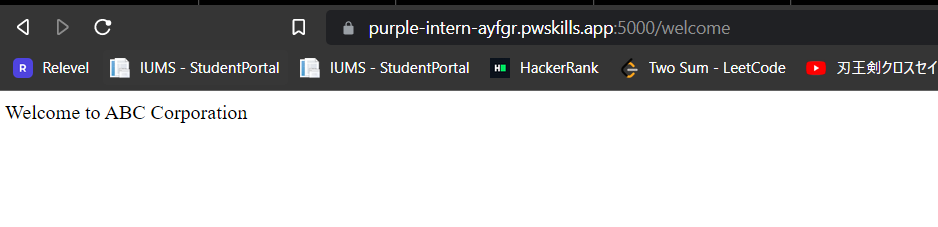 purple-intern-ayfgr.pwskills.app:5000/welcome
R Relevel IUMS - StudentPortal IUMS - StudentPortal H HackerRank Two Sum - LeetCode 刃王剣クロスセイ
Welcome to ABC Corporation